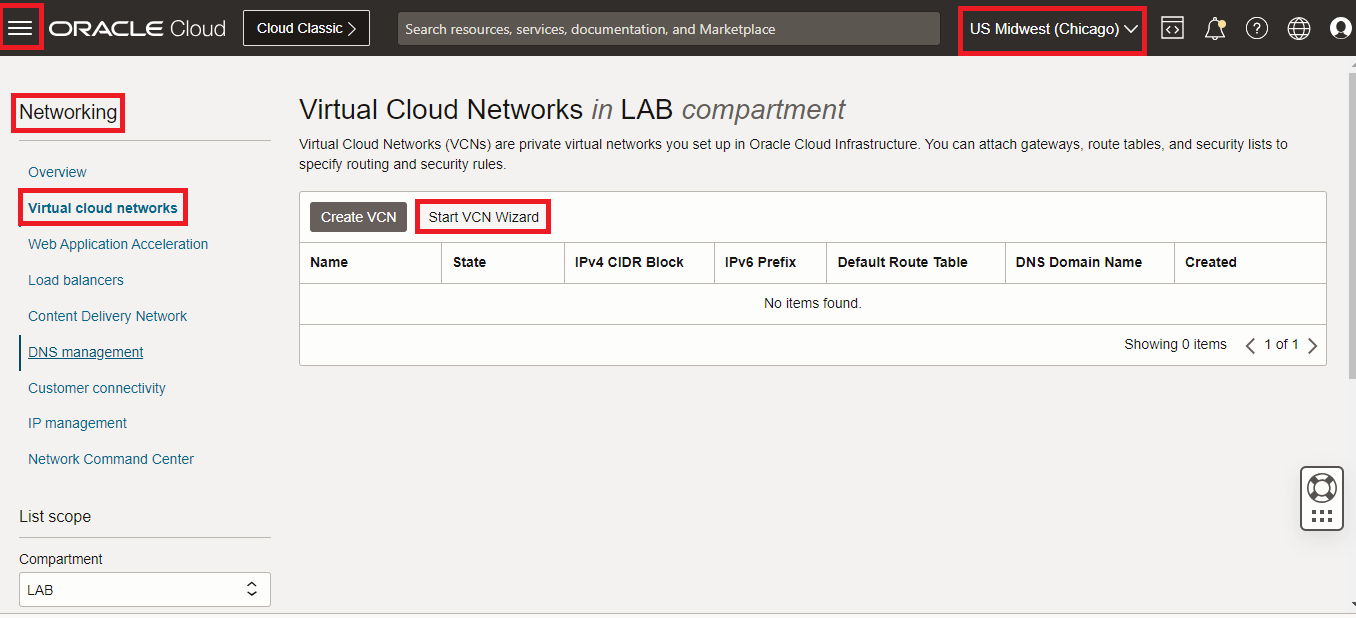 ORACLE Cloud
Cloud Classic
Search resources, services, documentation, and Marketplace
US Midwest (Chicago)
Networking
Overview
Virtual cloud networks
Web Application Acceleration
Load balancers
Content Delivery Network
DNS management
Customer connectivity
IP management
Network Command Center
List scope
Compartment
LAB
Virtual Cloud Networks in LAB compartment
Virtual Cloud Networks (VCNs) are private virtual networks you set up in Oracle Cloud Infrastructure. You can attach gateways, route tables, and security lists to
specify routing and security rules.
Create VCN Start VCN Wizard
Name State IPv4 CIDR Block IPv6 Prefix Default Route Table DNS Domain Name Created
No items found.
Showing 0 items 1 of 1